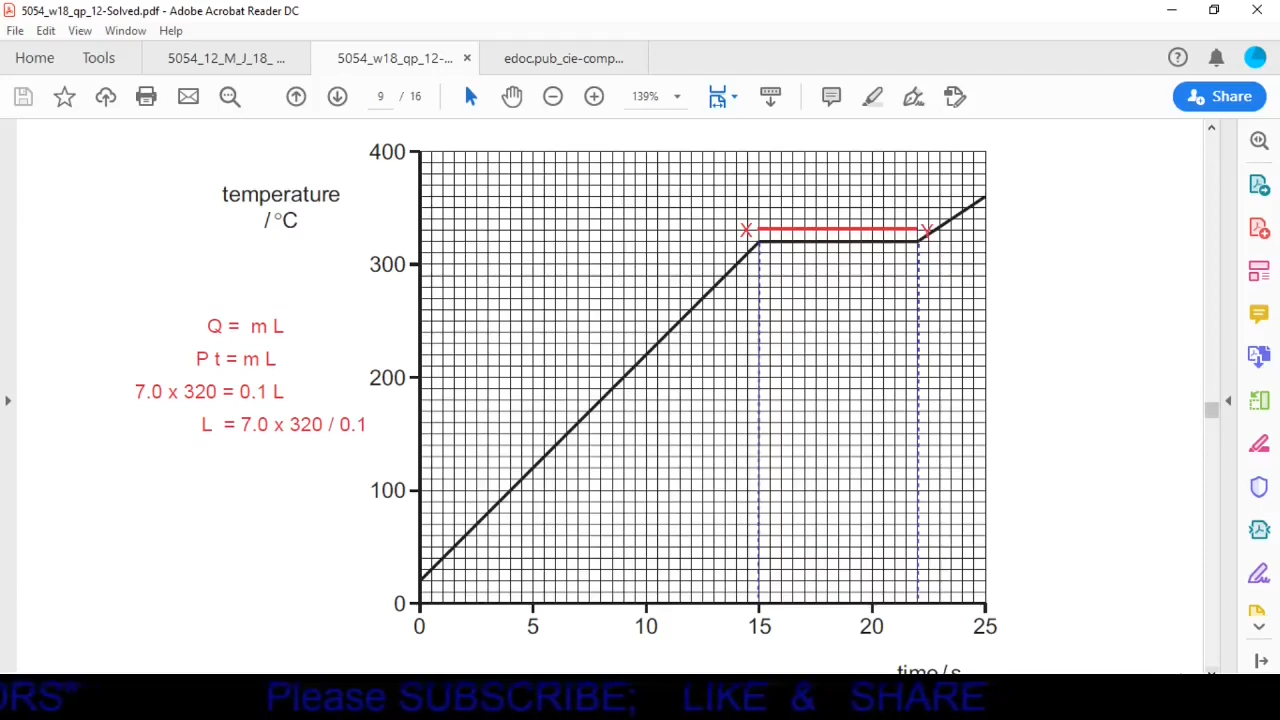 5054_w18_qp_12-Solved.pdf - Adobe Acrobat Reader DC
File Edit View Window Help
Home Tools 5054_12_M_J_18_ ... 5054_w18_qp_12-... × edoc.pub_cie-comp...
9 / 16 139% Share
400
temperature
/ °C
X X
300
Q = m L
P t = m L
200
7.0 x 320 = 0.1 L
L = 7.0 x 320 / 0.1
100
0
0 5 10 15 20 25
time / s
ORS" Please SUBSCRIBE; LIKE & SHARE